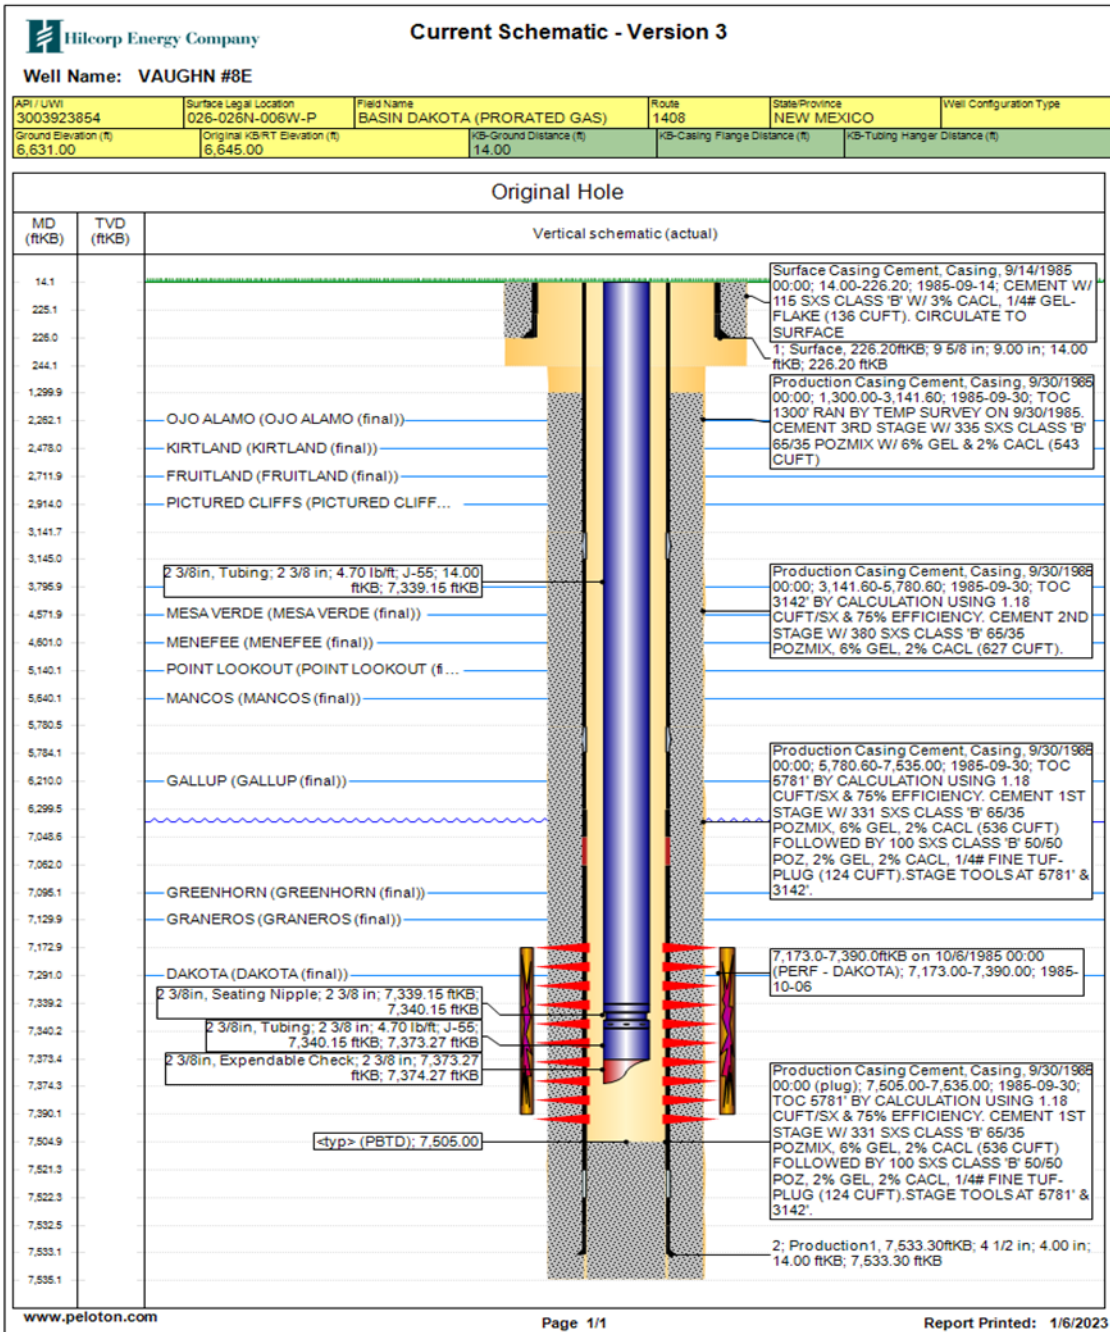 Hilcorp Energy Company
Current Schematic - Version 3
Well Name: VAUGHN #8E
API / UWI
3003923854
Surface Legal Location
026-026N-006W-P
Field Name
BASIN DAKOTA (PRORATED GAS)
Route
1408
State/Province
NEW MEXICO
Well Configuration Type
Ground Elevation (ft)
6,631.00
Original KB/RT Elevation (ft)
6,645.00
KB-Ground Distance (ft)
14.00
KB-Casing Flange Distance (ft)
KB-Tubing Hanger Distance (ft)
Original Hole
MD
(ftKB)
TVD
(ftKB)
Vertical schematic (actual)
14.1
225.1
226.0
244.1
1,299.9
2,262.1
2,478.0
2,711.9
2,914.0
3,141.7
3,145.0
3,795.9
4,571.9
4,601.0
5,140.1
5,640.1
5,780.5
5,784.1
6,210.0
6,299.5
7,048.6
7,062.0
7,095.1
7,129.9
7,172.9
7,291.0
7,339.2
7,340.2
7,373.4
7,374.3
7,390.1
7,504.9
7,521.3
7,522.3
7,532.5
7,533.1
7,535.1
OJO ALAMO (OJO ALAMO (final))
KIRTLAND (KIRTLAND (final))
FRUITLAND (FRUITLAND (final))
PICTURED CLIFFS (PICTURED CLIFF...
2 3/8in, Tubing; 2 3/8 in; 4.70 lb/ft; J-55; 14.00
ftKB; 7,339.15 ftKB
MESA VERDE (MESA VERDE (final))
MENEFEE (MENEFEE (final))
POINT LOOKOUT (POINT LOOKOUT (fi...
MANCOS (MANCOS (final))
GALLUP (GALLUP (final))
GREENHORN (GREENHORN (final))
GRANEROS (GRANEROS (final))
DAKOTA (DAKOTA (final))
2 3/8in, Seating Nipple; 2 3/8 in; 7,339.15 ftKB;
7,340.15 ftKB
2 3/8in, Tubing; 2 3/8 in; 4.70 lb/ft; J-55;
7,340.15 ftKB; 7,373.27 ftKB
2 3/8in, Expendable Check; 2 3/8 in; 7,373.27
ftKB; 7,374.27 ftKB
<typ> (PBTD); 7,505.00
Surface Casing Cement, Casing, 9/14/1985
00:00; 14.00-226.20; 1985-09-14; CEMENT W/
115 SXS CLASS 'B' W/ 3% CACL, 1/4# GEL-
FLAKE (136 CUFT). CIRCULATE TO
SURFACE
1; Surface, 226.20ftKB; 9 5/8 in; 9.00 in; 14.00
ftKB; 226.20 ftKB
Production Casing Cement, Casing, 9/30/1985
00:00; 1,300.00-3,141.60; 1985-09-30; TOC
1300' RAN BY TEMP SURVEY ON 9/30/1985.
CEMENT 3RD STAGE W/ 335 SXS CLASS 'B'
65/35 POZMIX W/ 6% GEL & 2% CACL (543
CUFT)
Production Casing Cement, Casing, 9/30/1985
00:00; 3,141.60-5,780.60; 1985-09-30; TOC
3142' BY CALCULATION USING 1.18
CUFT/SX & 75% EFFICIENCY. CEMENT 2ND
STAGE W/ 380 SXS CLASS 'B' 65/35
POZMIX, 6% GEL, 2% CACL (627 CUFT).
Production Casing Cement, Casing, 9/30/1985
00:00; 5,780.60-7,535.00; 1985-09-30; TOC
5781' BY CALCULATION USING 1.18
CUFT/SX & 75% EFFICIENCY. CEMENT 1ST
STAGE W/ 331 SXS CLASS 'B' 65/35
POZMIX, 6% GEL, 2% CACL (536 CUFT)
FOLLOWED BY 100 SXS CLASS 'B' 50/50
POZ, 2% GEL, 2% CACL, 1/4# FINE TUF-
PLUG (124 CUFT).STAGE TOOLS AT 5781' &
3142'.
7,173.0-7,390.0ftKB on 10/6/1985 00:00
(PERF - DAKOTA); 7,173.00-7,390.00; 1985-
10-06
Production Casing Cement, Casing, 9/30/1985
00:00 (plug); 7,505.00-7,535.00; 1985-09-30;
TOC 5781' BY CALCULATION USING 1.18
CUFT/SX & 75% EFFICIENCY. CEMENT 1ST
STAGE W/ 331 SXS CLASS 'B' 65/35
POZMIX, 6% GEL, 2% CACL (536 CUFT)
FOLLOWED BY 100 SXS CLASS 'B' 50/50
POZ, 2% GEL, 2% CACL, 1/4# FINE TUF-
PLUG (124 CUFT).STAGE TOOLS AT 5781' &
3142'.
2; Production1, 7,533.30ftKB; 4 1/2 in; 4.00 in;
14.00 ftKB; 7,533.30 ftKB
www.peloton.com
Page 1/1
Report Printed: 1/6/2023